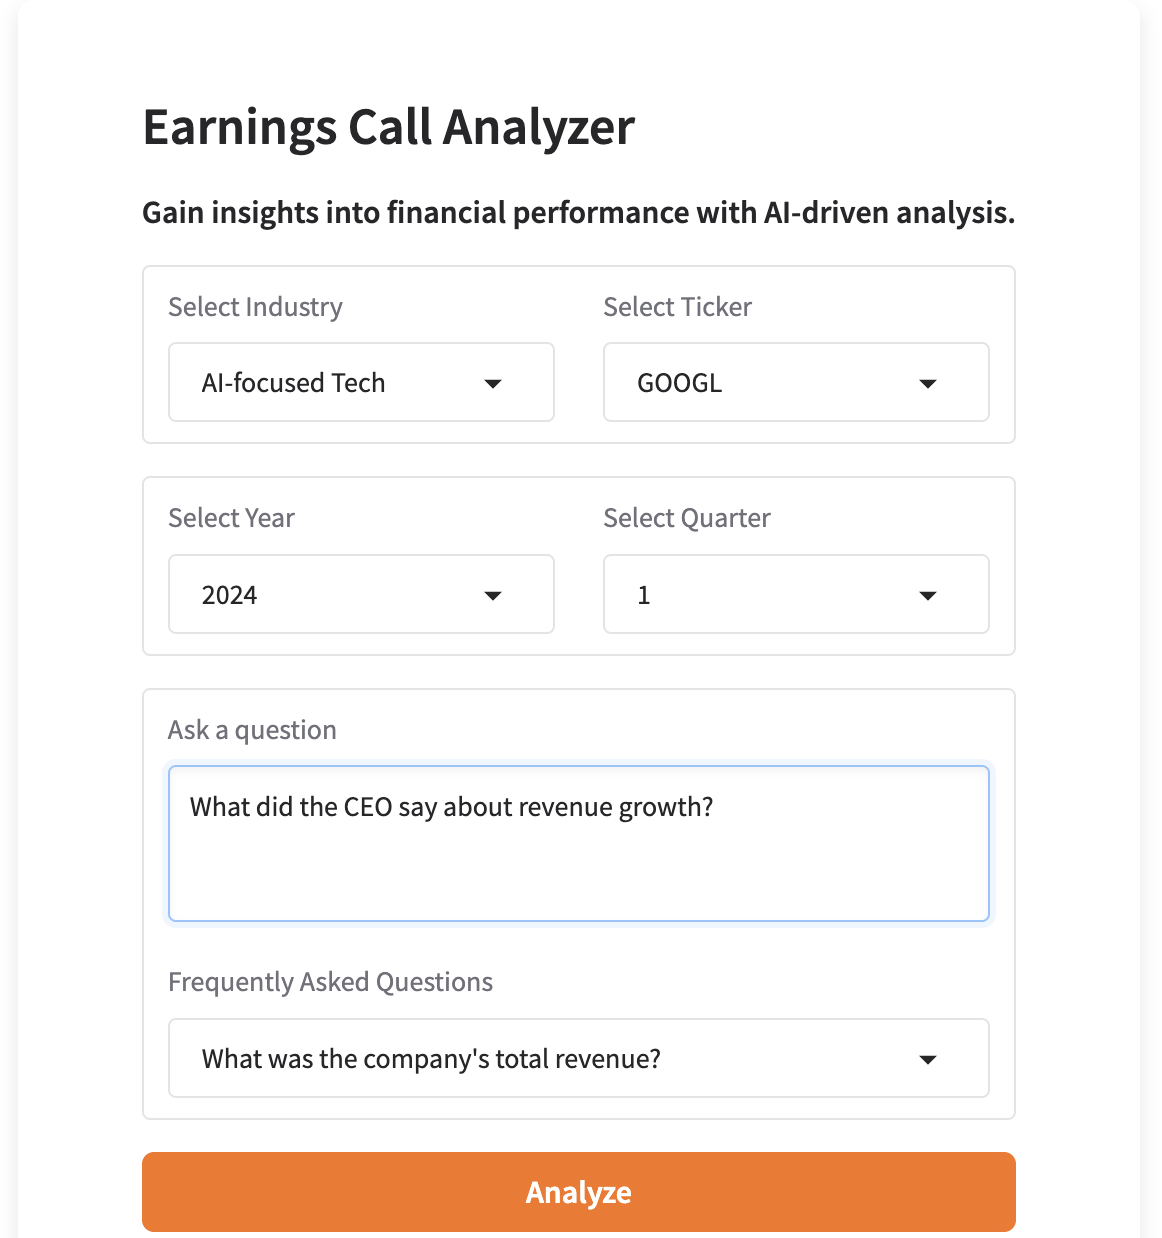 Earnings Call Analyzer
Gain insights into financial performance with AI-driven analysis.
Select Industry
Select Ticker
AI-focused Tech
GOOGL
Select Year
Select Quarter
2024
1
Ask a question
What did the CEO say about revenue growth?
Frequently Asked Questions
What was the company's total revenue?
Analyze